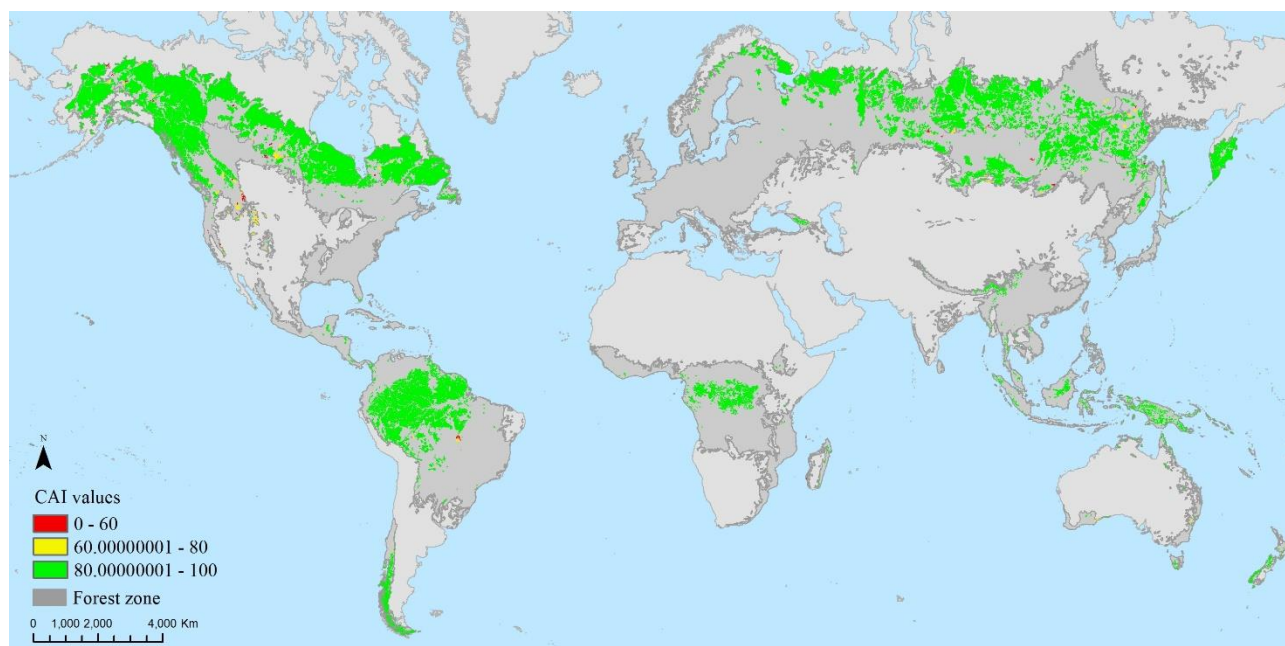 N
CAI values
0 - 60
60.00000001 - 80
80.00000001 - 100
Forest zone
0 1,000 2,000 4,000 Km